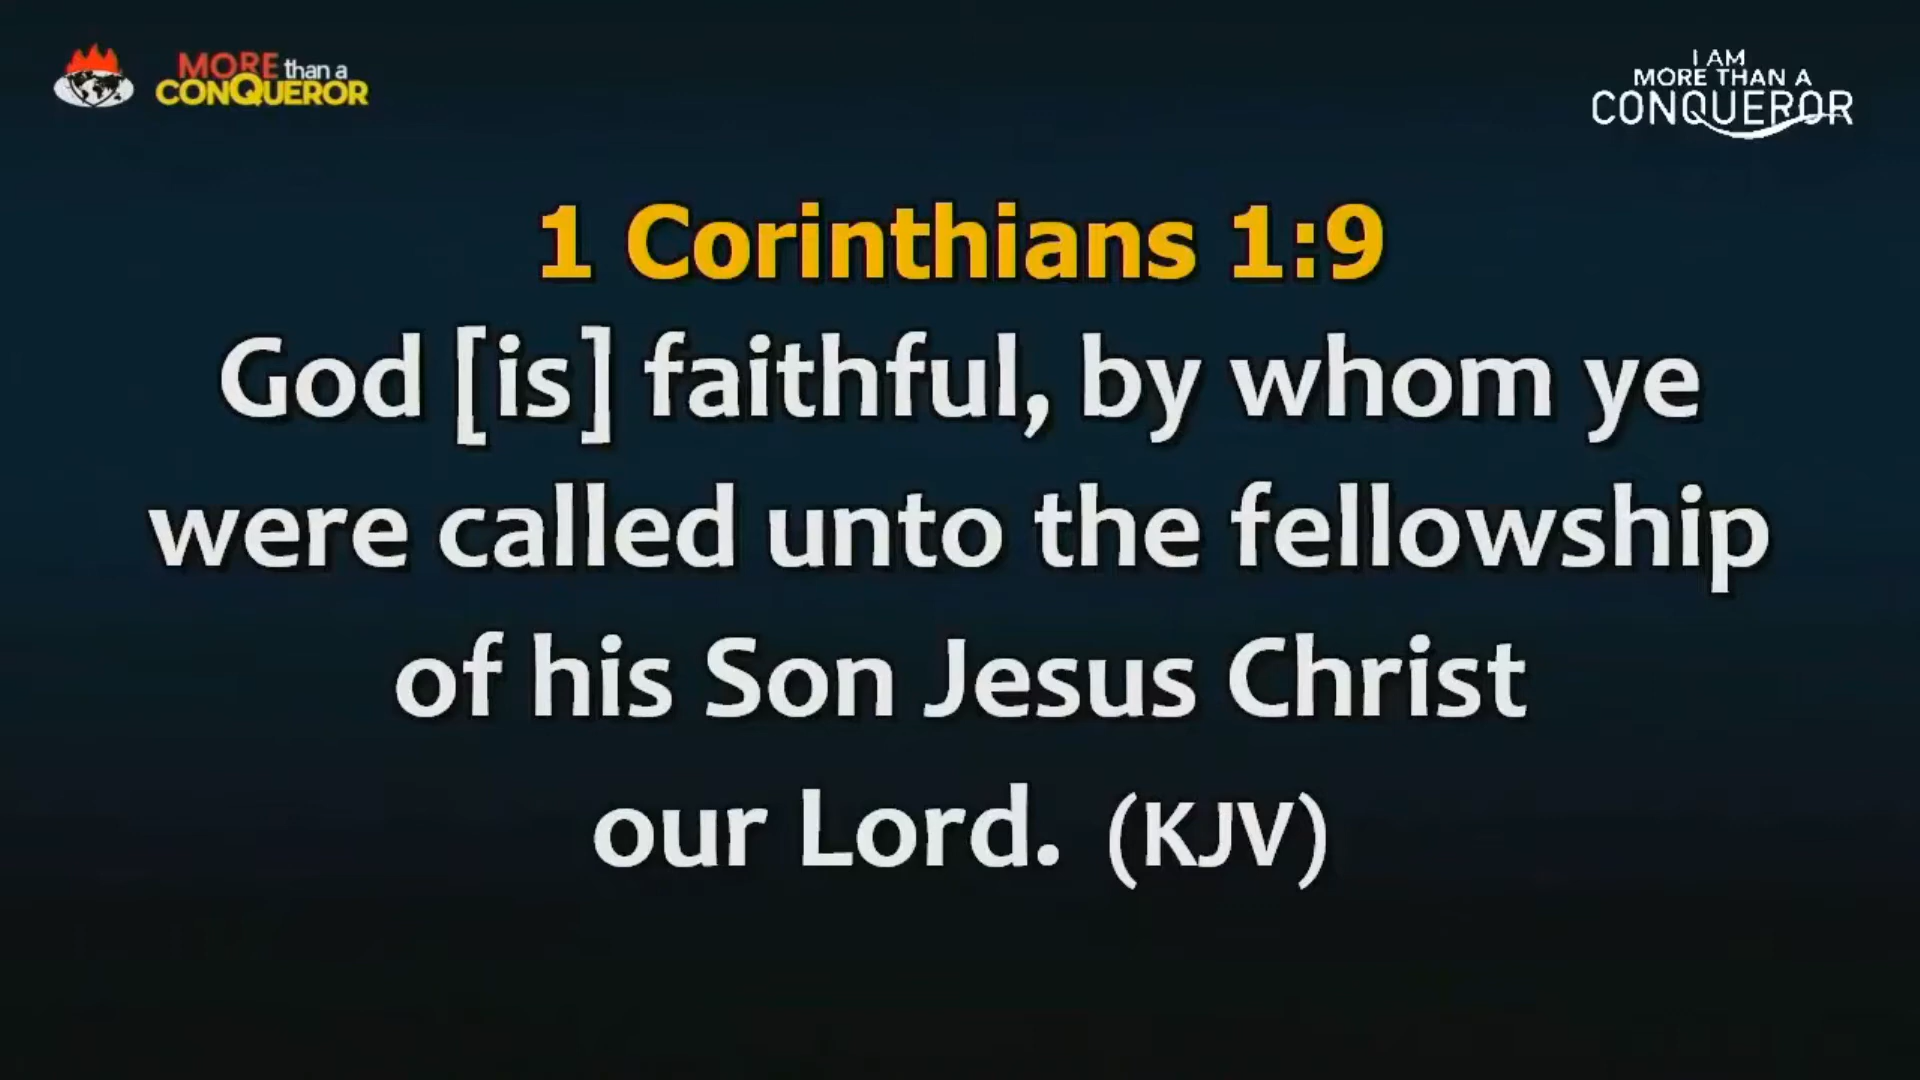 MORE than a
CONQUEROR
I AM
MORE THAN A
CONQUEROR
1 Corinthians 1:9
God [is] faithful, by whom ye
were called unto the fellowship
of his Son Jesus Christ
our Lord. (KJV)